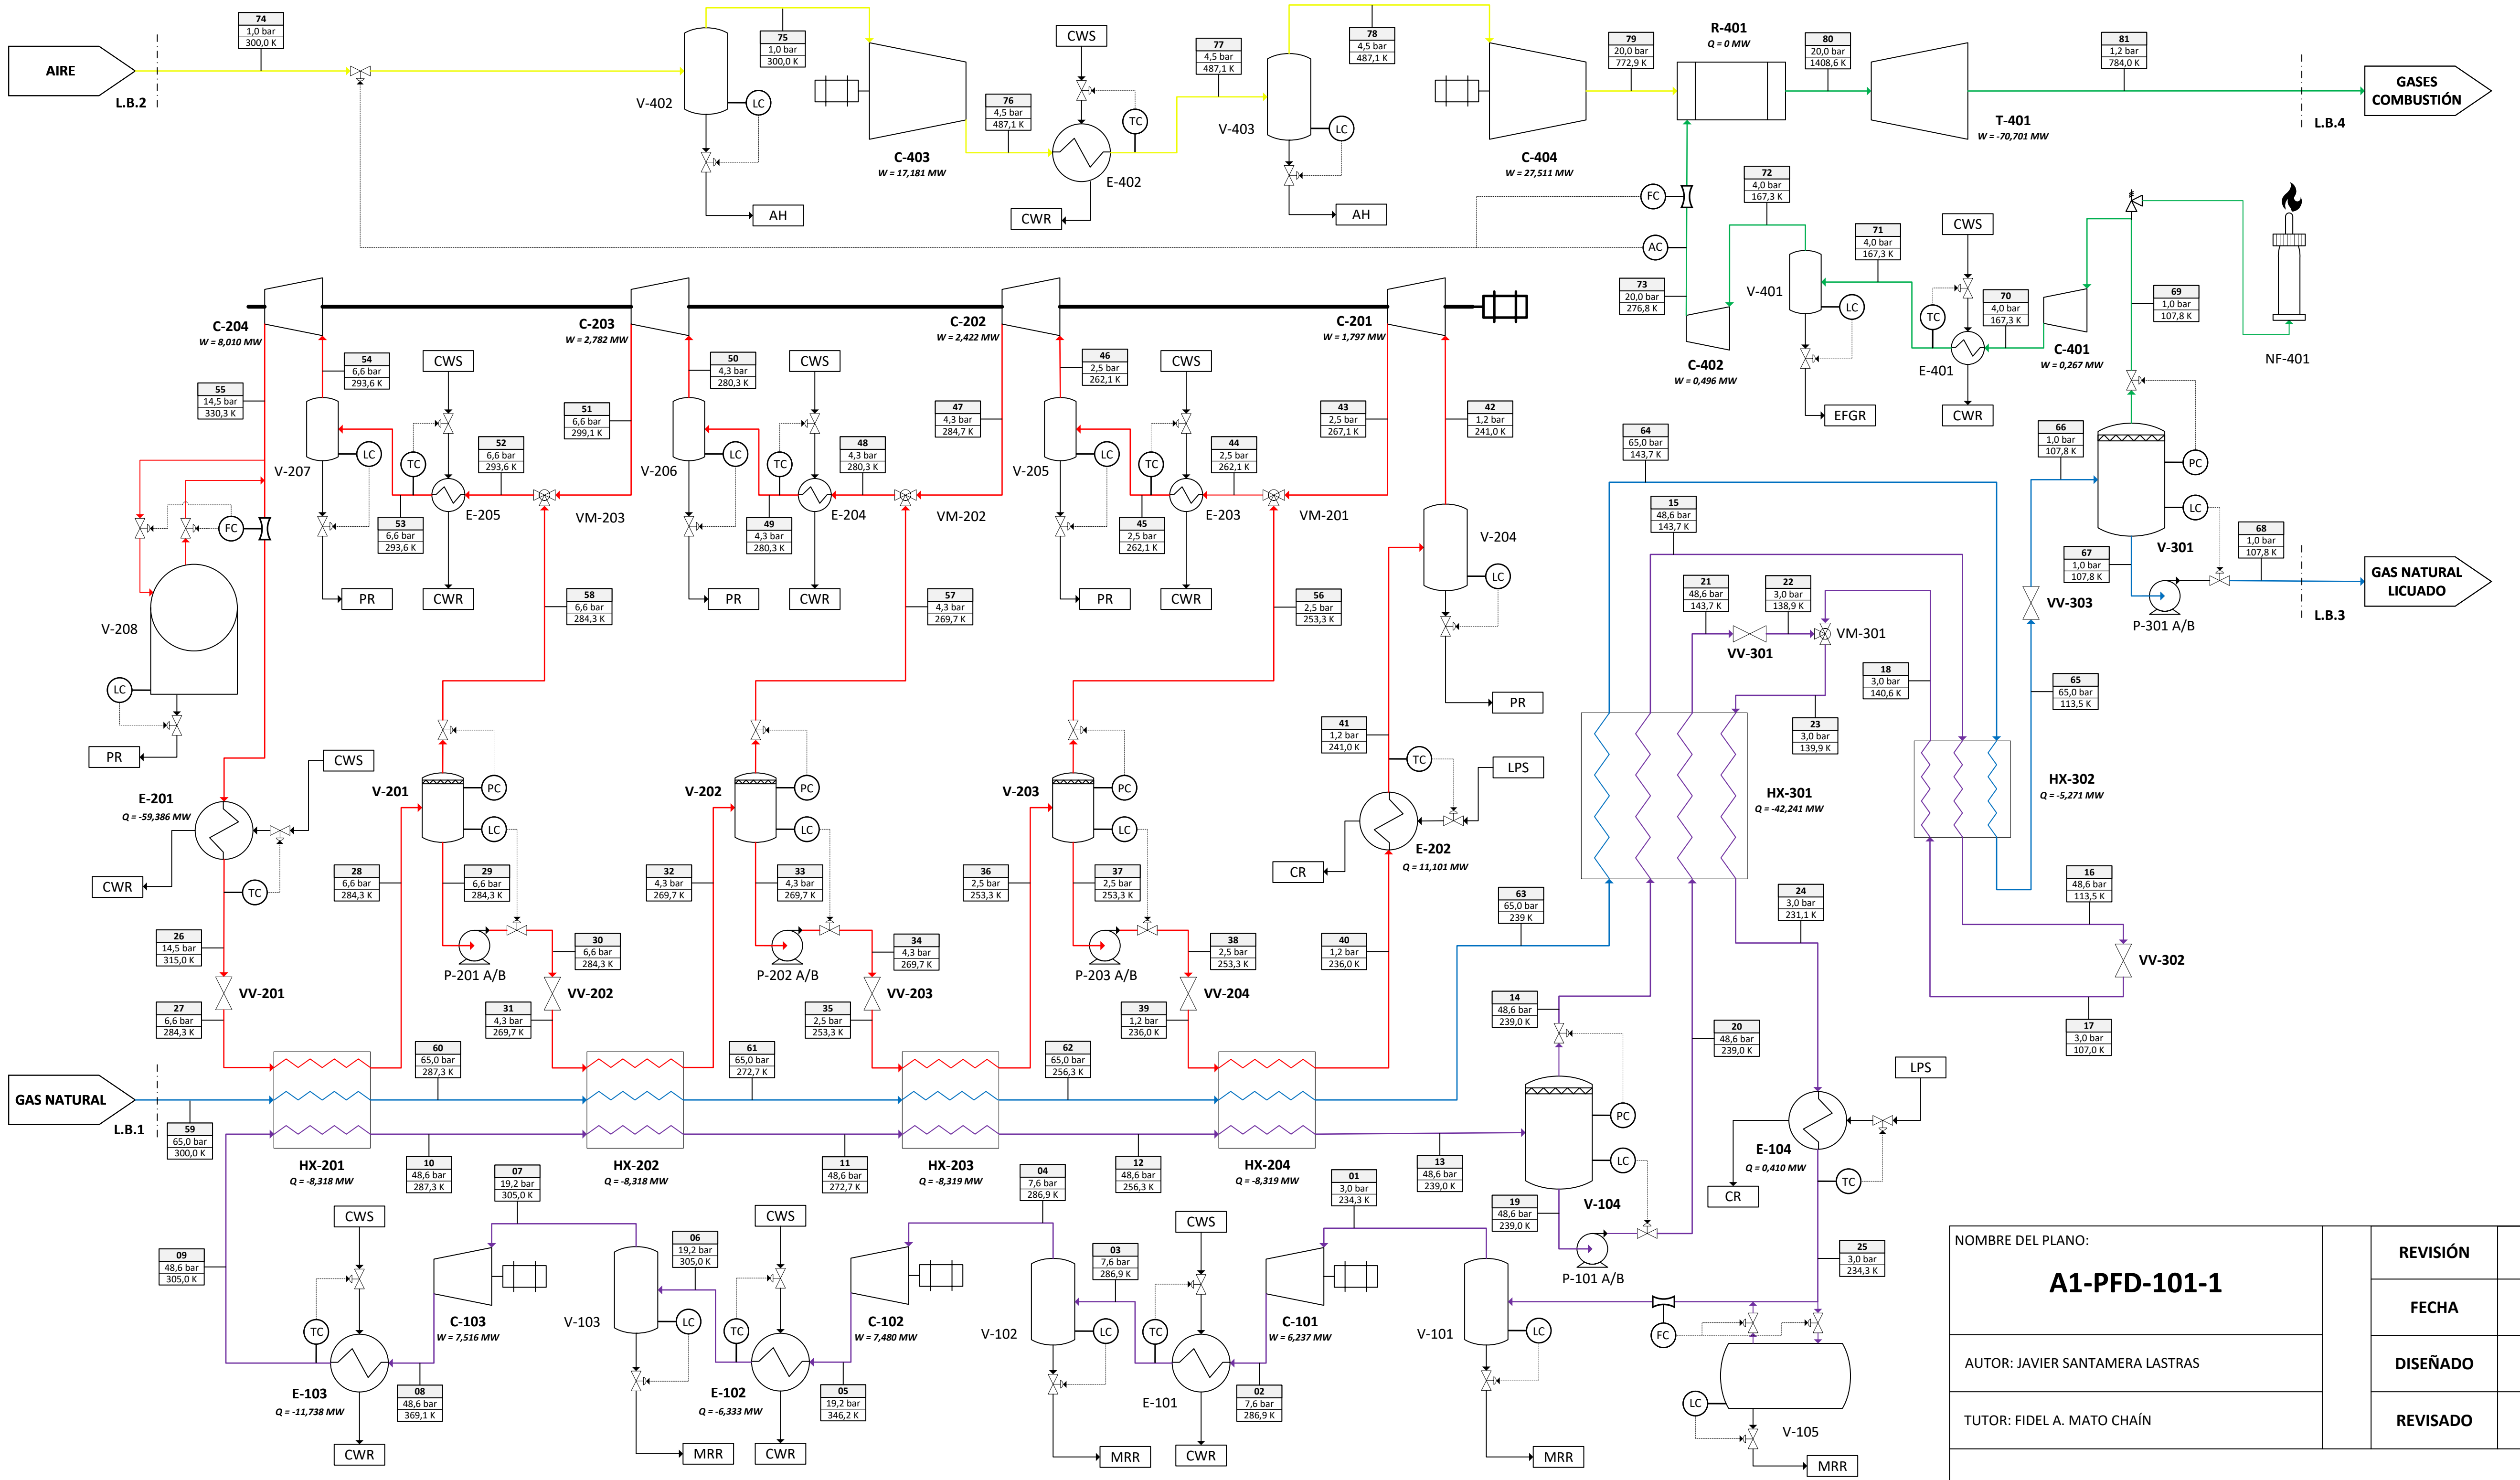 74
1,0 bar
300,0 K
AIRE
L.B.2
V-402
LC
AH
75
1,0 bar
300,0 K
C-403
W = 17,181 MW
76
4,5 bar
487,1 K
CWS
TC
E-402
CWR
77
4,5 bar
487,1 K
V-403
LC
AH
78
4,5 bar
487,1 K
C-404
W = 27,511 MW
79
20,0 bar
772,9 K
R-401
Q = 0 MW
80
20,0 bar
1408,6 K
T-401
W = -70,701 MW
81
1,2 bar
784,0 K
L.B.4
GASES
COMBUSTIÓN
FC
AC
72
4,0 bar
167,3 K
71
4,0 bar
167,3 K
CWS
V-401
LC
73
20,0 bar
276,8 K
C-402
W = 0,496 MW
EFGR
TC
70
4,0 bar
167,3 K
E-401
CWR
C-401
W = 0,267 MW
69
1,0 bar
107,8 K
NF-401
C-204
W = 8,010 MW
54
6,6 bar
293,6 K
CWS
C-203
W = 2,782 MW
50
4,3 bar
280,3 K
CWS
C-202
W = 2,422 MW
46
2,5 bar
262,1 K
CWS
C-201
W = 1,797 MW
55
14,5 bar
330,3 K
51
6,6 bar
299,1 K
47
4,3 bar
284,7 K
43
2,5 bar
267,1 K
42
1,2 bar
241,0 K
V-207
LC
TC
52
6,6 bar
293,6 K
E-205
VM-203
53
6,6 bar
293,6 K
PR
CWR
V-206
LC
TC
48
4,3 bar
280,3 K
E-204
VM-202
49
4,3 bar
280,3 K
PR
CWR
V-205
LC
TC
44
2,5 bar
262,1 K
E-203
VM-201
45
2,5 bar
262,1 K
PR
CWR
V-204
LC
PR
FC
V-208
LC
PR
58
6,6 bar
284,3 K
57
4,3 bar
269,7 K
56
2,5 bar
253,3 K
64
65,0 bar
143,7 K
15
48,6 bar
143,7 K
21
48,6 bar
143,7 K
22
3,0 bar
138,9 K
VV-301
VM-301
18
3,0 bar
140,6 K
23
3,0 bar
139,9 K
66
1,0 bar
107,8 K
PC
LC
V-301
67
1,0 bar
107,8 K
68
1,0 bar
107,8 K
P-301 A/B
VV-303
L.B.3
GAS NATURAL
LICUADO
65
65,0 bar
113,5 K
CWS
E-201
Q = -59,386 MW
CWR
TC
V-201
PC
LC
V-202
PC
LC
V-203
PC
LC
41
1,2 bar
241,0 K
TC
LPS
E-202
Q = 11,101 MW
CR
HX-301
Q = -42,241 MW
HX-302
Q = -5,271 MW
28
6,6 bar
284,3 K
29
6,6 bar
284,3 K
32
4,3 bar
269,7 K
33
4,3 bar
269,7 K
36
2,5 bar
253,3 K
37
2,5 bar
253,3 K
63
65,0 bar
239 K
24
3,0 bar
231,1 K
16
48,6 bar
113,5 K
26
14,5 bar
315,0 K
VV-201
P-201 A/B
30
6,6 bar
284,3 K
VV-202
P-202 A/B
34
4,3 bar
269,7 K
VV-203
P-203 A/B
38
2,5 bar
253,3 K
VV-204
40
1,2 bar
236,0 K
VV-302
27
6,6 bar
284,3 K
31
4,3 bar
269,7 K
35
2,5 bar
253,3 K
39
1,2 bar
236,0 K
14
48,6 bar
239,0 K
20
48,6 bar
239,0 K
17
3,0 bar
107,0 K
GAS NATURAL
L.B.1
59
65,0 bar
300,0 K
60
65,0 bar
287,3 K
61
65,0 bar
272,7 K
62
65,0 bar
256,3 K
PC
LC
V-104
LPS
E-104
Q = 0,410 MW
CR
TC
HX-201
Q = -8,318 MW
10
48,6 bar
287,3 K
HX-202
Q = -8,318 MW
11
48,6 bar
272,7 K
HX-203
Q = -8,319 MW
12
48,6 bar
256,3 K
HX-204
Q = -8,319 MW
13
48,6 bar
239,0 K
19
48,6 bar
239,0 K
P-101 A/B
25
3,0 bar
234,3 K
09
48,6 bar
305,0 K
CWS
TC
E-103
Q = -11,738 MW
CWR
08
48,6 bar
369,1 K
07
19,2 bar
305,0 K
C-103
W = 7,516 MW
V-103
LC
MRR
06
19,2 bar
305,0 K
CWS
TC
E-102
Q = -6,333 MW
CWR
05
19,2 bar
346,2 K
04
7,6 bar
286,9 K
C-102
W = 7,480 MW
V-102
LC
MRR
03
7,6 bar
286,9 K
CWS
TC
E-101
CWR
02
7,6 bar
286,9 K
01
3,0 bar
234,3 K
C-101
W = 6,237 MW
V-101
LC
MRR
FC
LC
V-105
MRR
NOMBRE DEL PLANO:
A1-PFD-101-1
AUTOR: JAVIER SANTAMERA LASTRAS
TUTOR: FIDEL A. MATO CHAÍN
REVISIÓN
FECHA
DISEÑADO
REVISADO